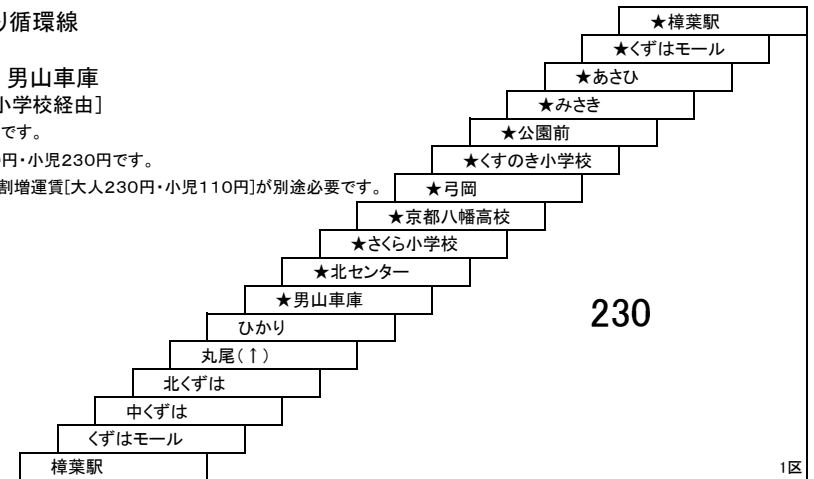 り循環線
★樟葉駅
★くずはモール
男山車庫
★あさひ
小学校経由]
★みさき
です。
★公園前
円・小児230円です。
★くすのき小学校
割増運賃[大人230円・小児110円]が別途必要です。
★弓岡
★京都八幡高校
★さくら小学校
★北センター
★男山車庫
230
ひかり
丸尾(↑)
北くずは
中くずは
くずはモール
樟葉駅
1区